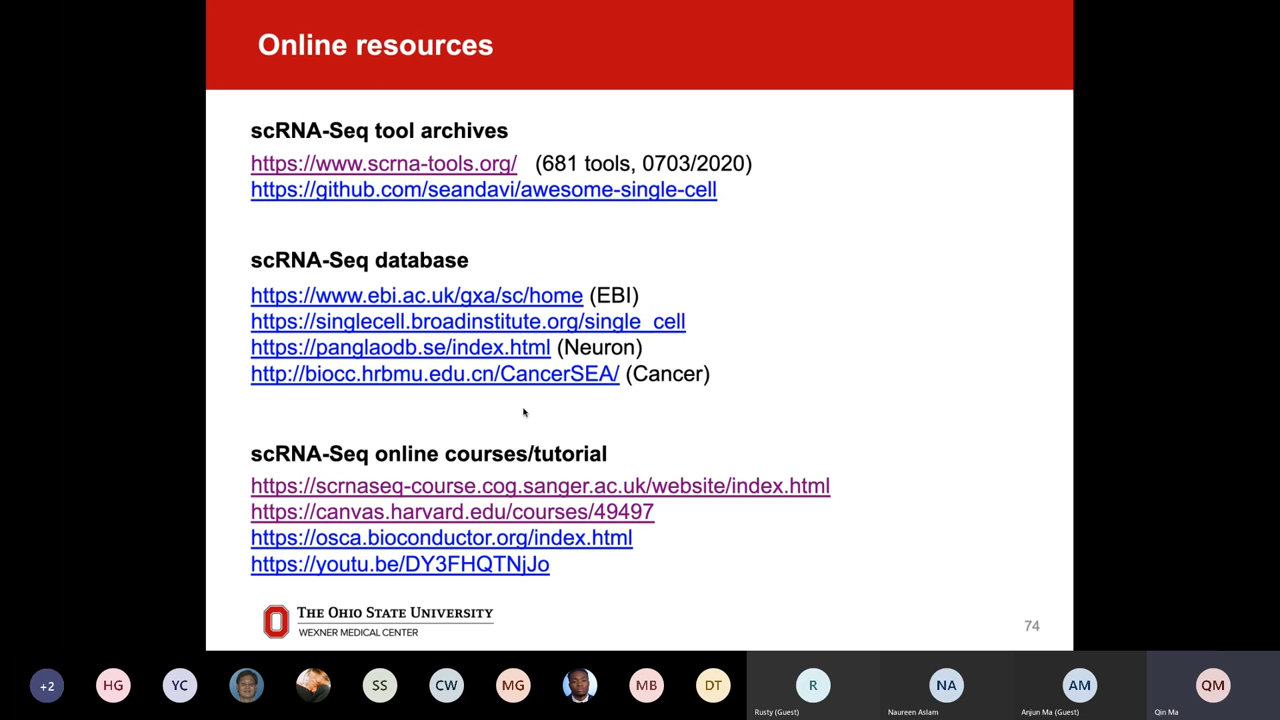 Online resources
scRNA-Seq tool archives
https://www.scrna-tools.org/ (681 tools, 0703/2020)
https://github.com/seandavi/awesome-single-cell
scRNA-Seq database
https://www.ebi.ac.uk/gxa/sc/home (EBI)
https://singlecell.broadinstitute.org/single_cell
https://panglaodb.se/index.html (Neuron)
http://biocc.hrbmu.edu.cn/CancerSEA/ (Cancer)
scRNA-Seq online courses/tutorial
https://scrnaseq-course.cog.sanger.ac.uk/website/index.html
https://canvas.harvard.edu/courses/49497
https://osca.bioconductor.org/index.html
https://youtu.be/DY3FHQTNjJo
THE OHIO STATE UNIVERSITY
WEXNER MEDICAL CENTER
74
+2 HG YC SS CW MG MB DT R NA AM QM
Rusty (Guest) Naureen Aslam Anjun Ma (Guest) Qin Ma